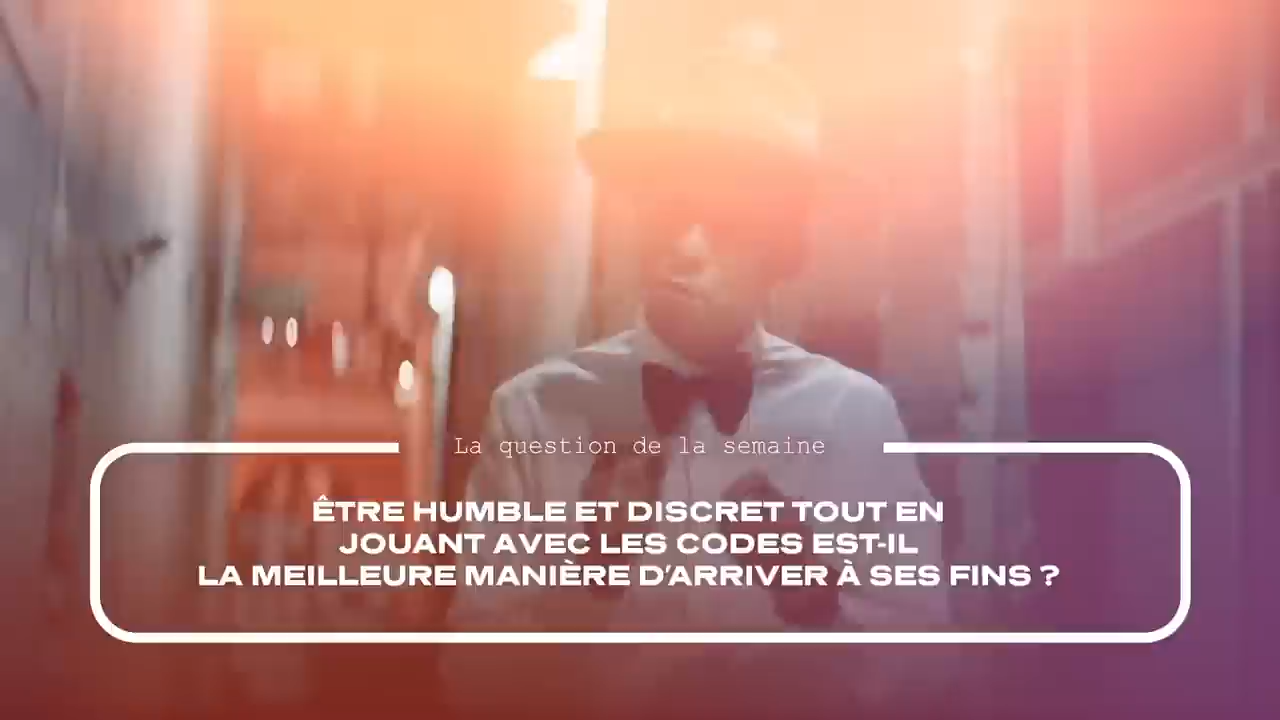 La question de la semaine
ÊTRE HUMBLE ET DISCRET TOUT EN
JOUANT AVEC LES CODES EST-IL
LA MEILLEURE MANIÈRE D'ARRIVER À SES FINS ?